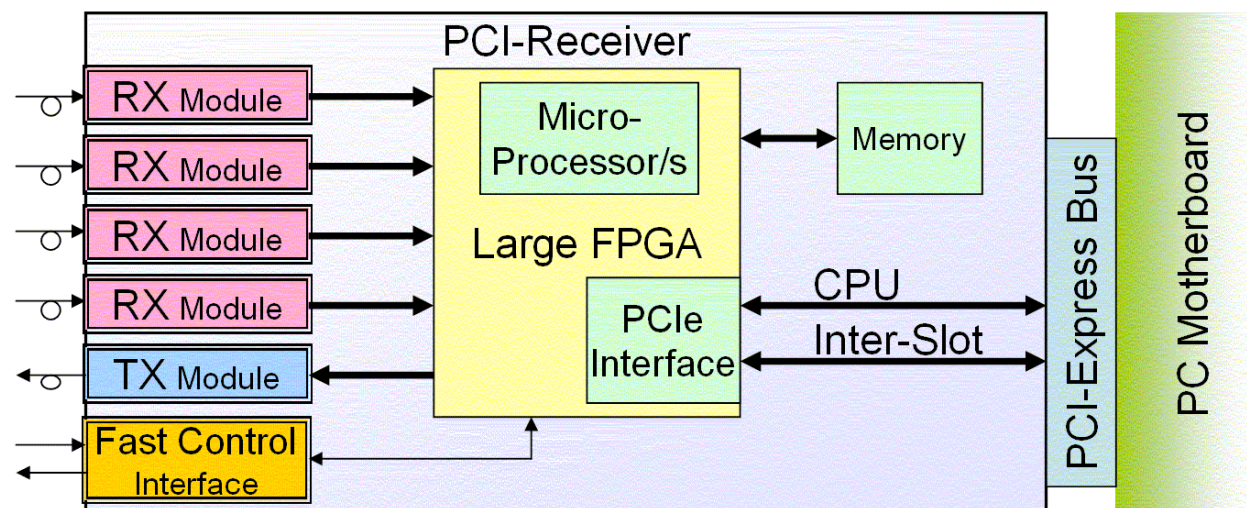 PCI-Receiver
RX Module
RX Module
RX Module
RX Module
TX Module
Fast Control
Interface
Micro-
Processor/s
Large FPGA
PCIe
Interface
Memory
CPU
Inter-Slot
PCI-Express Bus
PC Motherboard